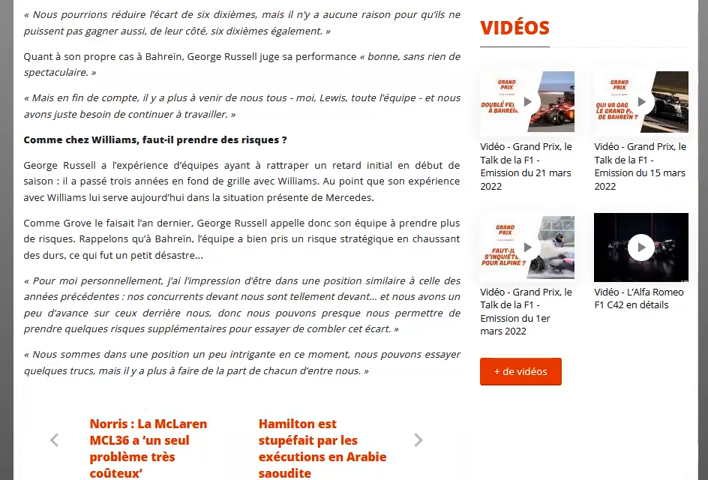 « Nous pourrions réduire l'écart de six dixièmes, mais il n'y a aucune raison pour qu'ils ne
puissent pas gagner aussi, de leur côté, six dixièmes également. »
Quant à son propre cas à Bahreïn, George Russell juge sa performance « bonne, sans rien de
spectaculaire. »
« Mais en fin de compte, il y a plus à venir de nous tous - moi, Lewis, toute l'équipe - et nous
avons juste besoin de continuer à travailler. »
Comme chez Williams, faut-il prendre des risques ?
George Russell a l'expérience d'équipes ayant à rattraper un retard initial en début de
saison : il a passé trois années en fond de grille avec Williams. Au point que son expérience
avec Williams lui serve aujourd'hui dans la situation présente de Mercedes.
Comme Grove le faisait l'an dernier, George Russell appelle donc son équipe à prendre plus
de risques. Rappelons qu'à Bahreïn, l'équipe a bien pris un risque stratégique en chaussant
des durs, ce qui fut un petit désastre...
« Pour moi personnellement, j'ai l'impression d'être dans une position similaire à celle des
années précédentes : nos concurrents devant nous sont tellement devant... et nous avons un
peu d'avance sur ceux derrière nous, donc nous pouvons presque nous permettre de
prendre quelques risques supplémentaires pour essayer de combler cet écart. »
« Nous sommes dans une position un peu intrigante en ce moment, nous pouvons essayer
quelques trucs, mais il y a plus à faire de la part de chacun d'entre nous. »
Norris : La McLaren
MCL36 a 'un seul
problème très
coûteux'
Hamilton est
stupéfait par les
exécutions en Arabie
saoudite
VIDÉOS
GRAND
PRIX
DOUBLÉ
À BAHREÏN
Vidéo - Grand Prix, le
Talk de la F1 -
Emission du 21 mars
2022
GRAND
PRIX
QUI VA
LE GRAND
DE BAHREÏN ?
Vidéo - Grand Prix, le
Talk de la F1 -
Emission du 15 mars
2022
GRAND
PRIX
FAUT-IL
S'INQUIÉT
POUR ALPINE ?
Vidéo - Grand Prix, le
Talk de la F1 -
Emission du 1er
mars 2022
Vidéo - L'Alfa Romeo
F1 C42 en détails
+ de vidéos